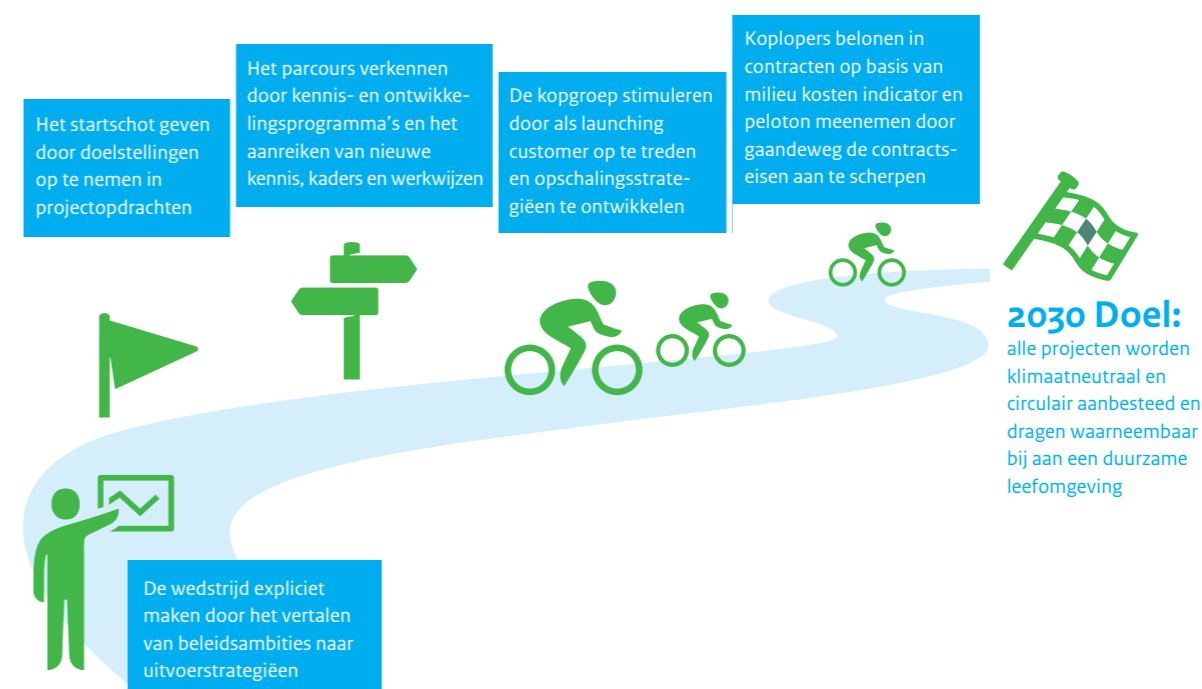 Het startschot geven
door doelstellingen
op te nemen in
projectopdrachten
Het parcours verkennen
door kennis- en ontwikke-
lingsprogramma's en het
aanreiken van nieuwe
kennis, kaders en werkwijzen
De kopgroep stimuleren
door als launching
customer op te treden
en opschalingsstrate-
giëen te ontwikkelen
Koplopers belonen in
contracten op basis van
milieu kosten indicator en
peloton meenemen door
gaandeweg de contracts-
eisen aan te scherpen
2030 Doel:
alle projecten worden
klimaatneutraal en
circulair aanbesteed en
dragen waarneembaar
bij aan een duurzame
leefomgeving
De wedstrijd expliciet
maken door het vertalen
van beleidsambities naar
uitvoerstrategiëen